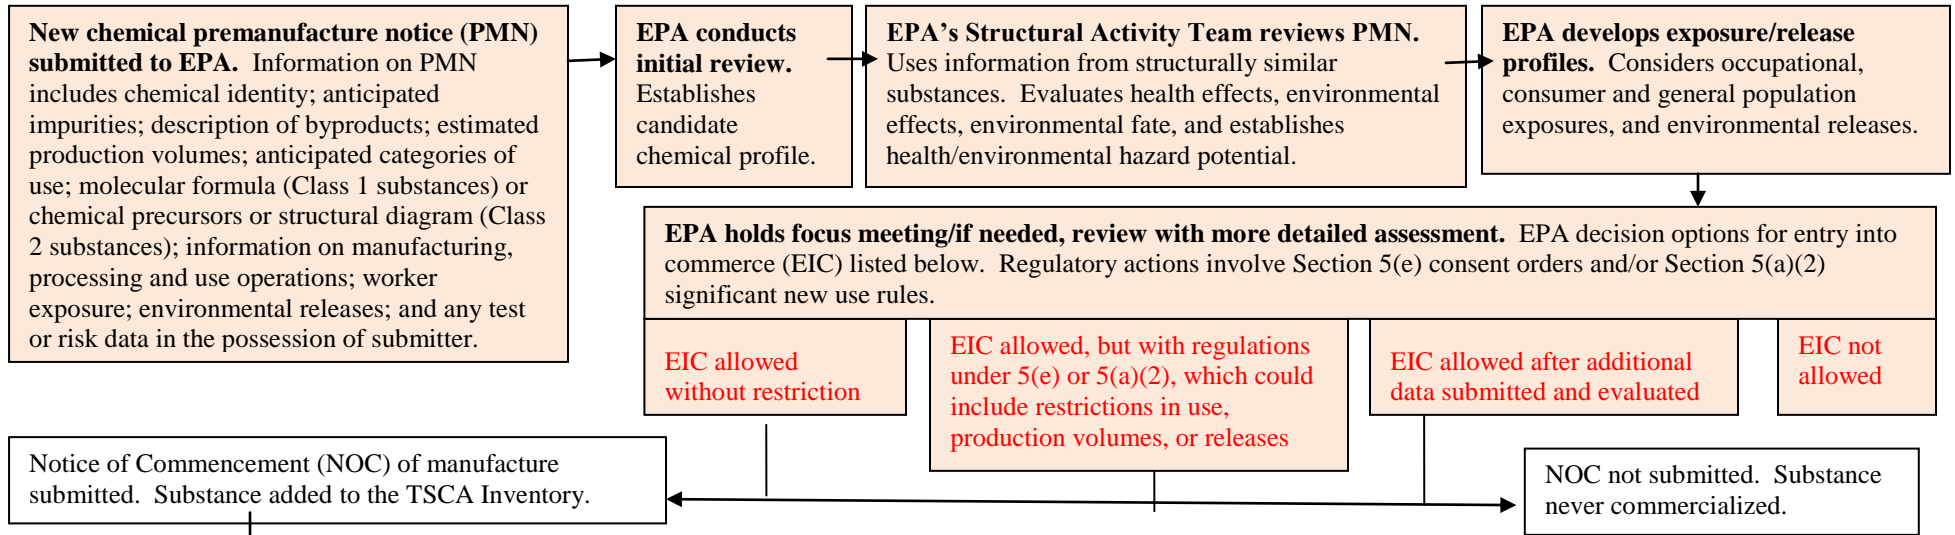 New chemical premanufacture notice (PMN)
submitted to EPA.  Information on PMN
includes chemical identity; anticipated
impurities; description of byproducts; estimated
production volumes; anticipated categories of
use; molecular formula (Class 1 substances) or
chemical precursors or structural diagram (Class
2 substances); information on manufacturing,
processing and use operations; worker
exposure; environmental releases; and any test
or risk data in the possession of submitter.
EPA conducts
initial review.
Establishes
candidate
chemical profile.
EPA’s Structural Activity Team reviews PMN.
Uses information from structurally similar
substances.  Evaluates health effects, environmental
effects, environmental fate, and establishes
health/environmental hazard potential.
EPA develops exposure/release
profiles.  Considers occupational,
consumer and general population
exposures, and environmental releases.
EPA holds focus meeting/if needed, review with more detailed assessment.  EPA decision options for entry into
commerce (EIC) listed below.  Regulatory actions involve Section 5(e) consent orders and/or Section 5(a)(2)
significant new use rules.
EIC allowed
without restriction
EIC allowed, but with regulations
under 5(e) or 5(a)(2), which could
include restrictions in use,
production volumes, or releases
EIC allowed after additional
data submitted and evaluated
EIC not
allowed
Notice of Commencement (NOC) of manufacture
submitted.  Substance added to the TSCA Inventory.
NOC not submitted.  Substance
never commercialized.